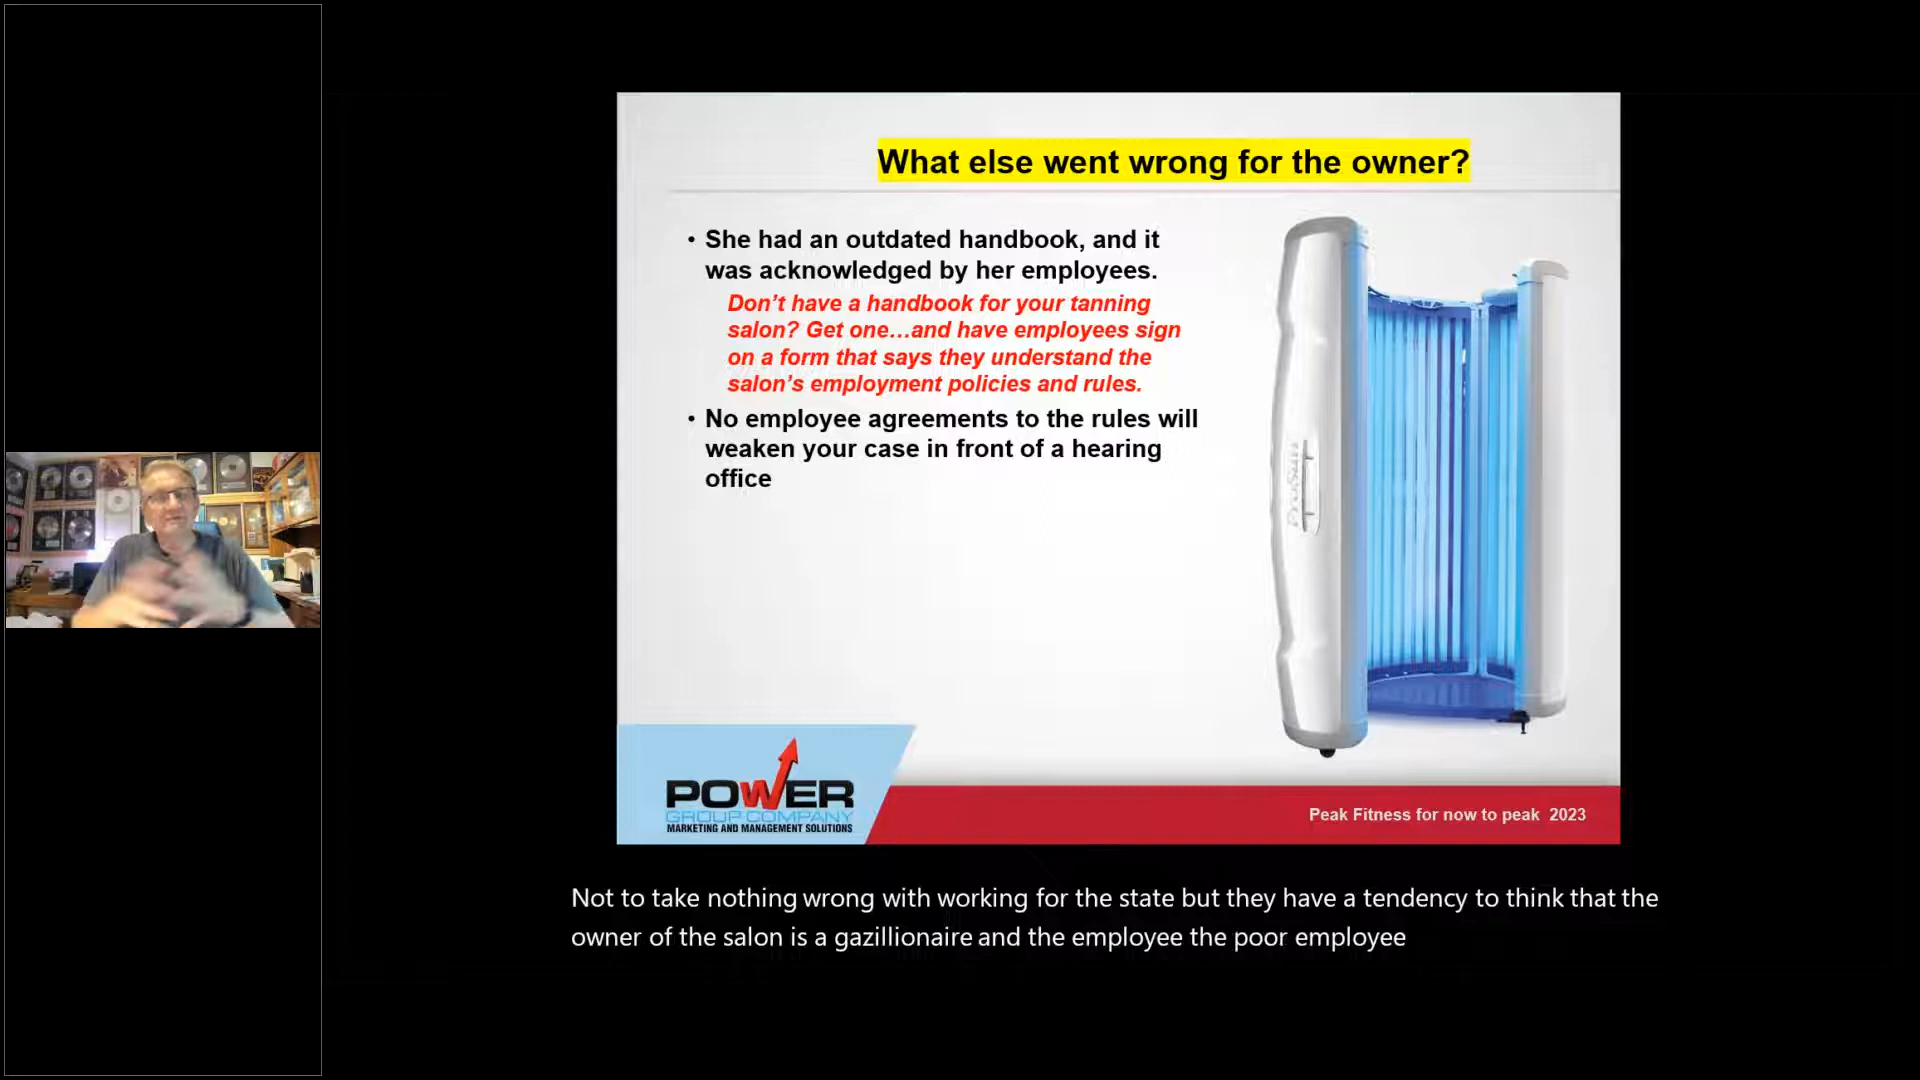 What else went wrong for the owner?
• She had an outdated handbook, and it
was acknowledged by her employees.
Don’t have a handbook for your tanning
salon? Get one…and have employees sign
on a form that says they understand the
salon’s employment policies and rules.
• No employee agreements to the rules will
weaken your case in front of a hearing
office
ProSun
POWER
GROUP COMPANY
MARKETING AND MANAGEMENT SOLUTIONS
Peak Fitness for now to peak 2023
Not to take nothing wrong with working for the state but they have a tendency to think that the
owner of the salon is a gazillionaire and the employee the poor employee